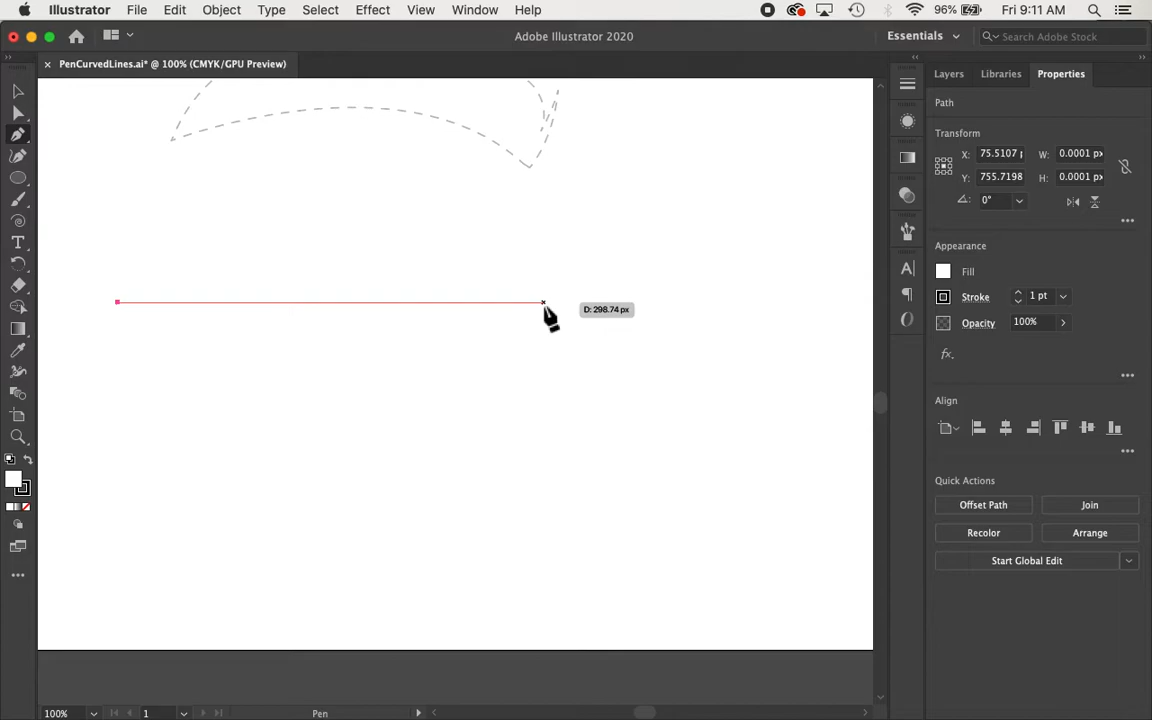 Illustrator File Edit Object Type Select Effect View Window Help 96% Fri 9:11 AM
Adobe Illustrator 2020 Essentials Search Adobe Stock
PenCurvedLines.ai* @ 100% (CMYK/GPU Preview)
Layers Libraries Properties
Path
Transform
X: 75.5107 W: 0.0001 px
Y: 755.7198 H: 0.0001 px
0°
Appearance
Fill
Stroke 1 pt
Opacity 100%
fx.
D: 298.74 px
Align
Quick Actions
Offset Path Join
Recolor Arrange
Start Global Edit
100% 1 Pen